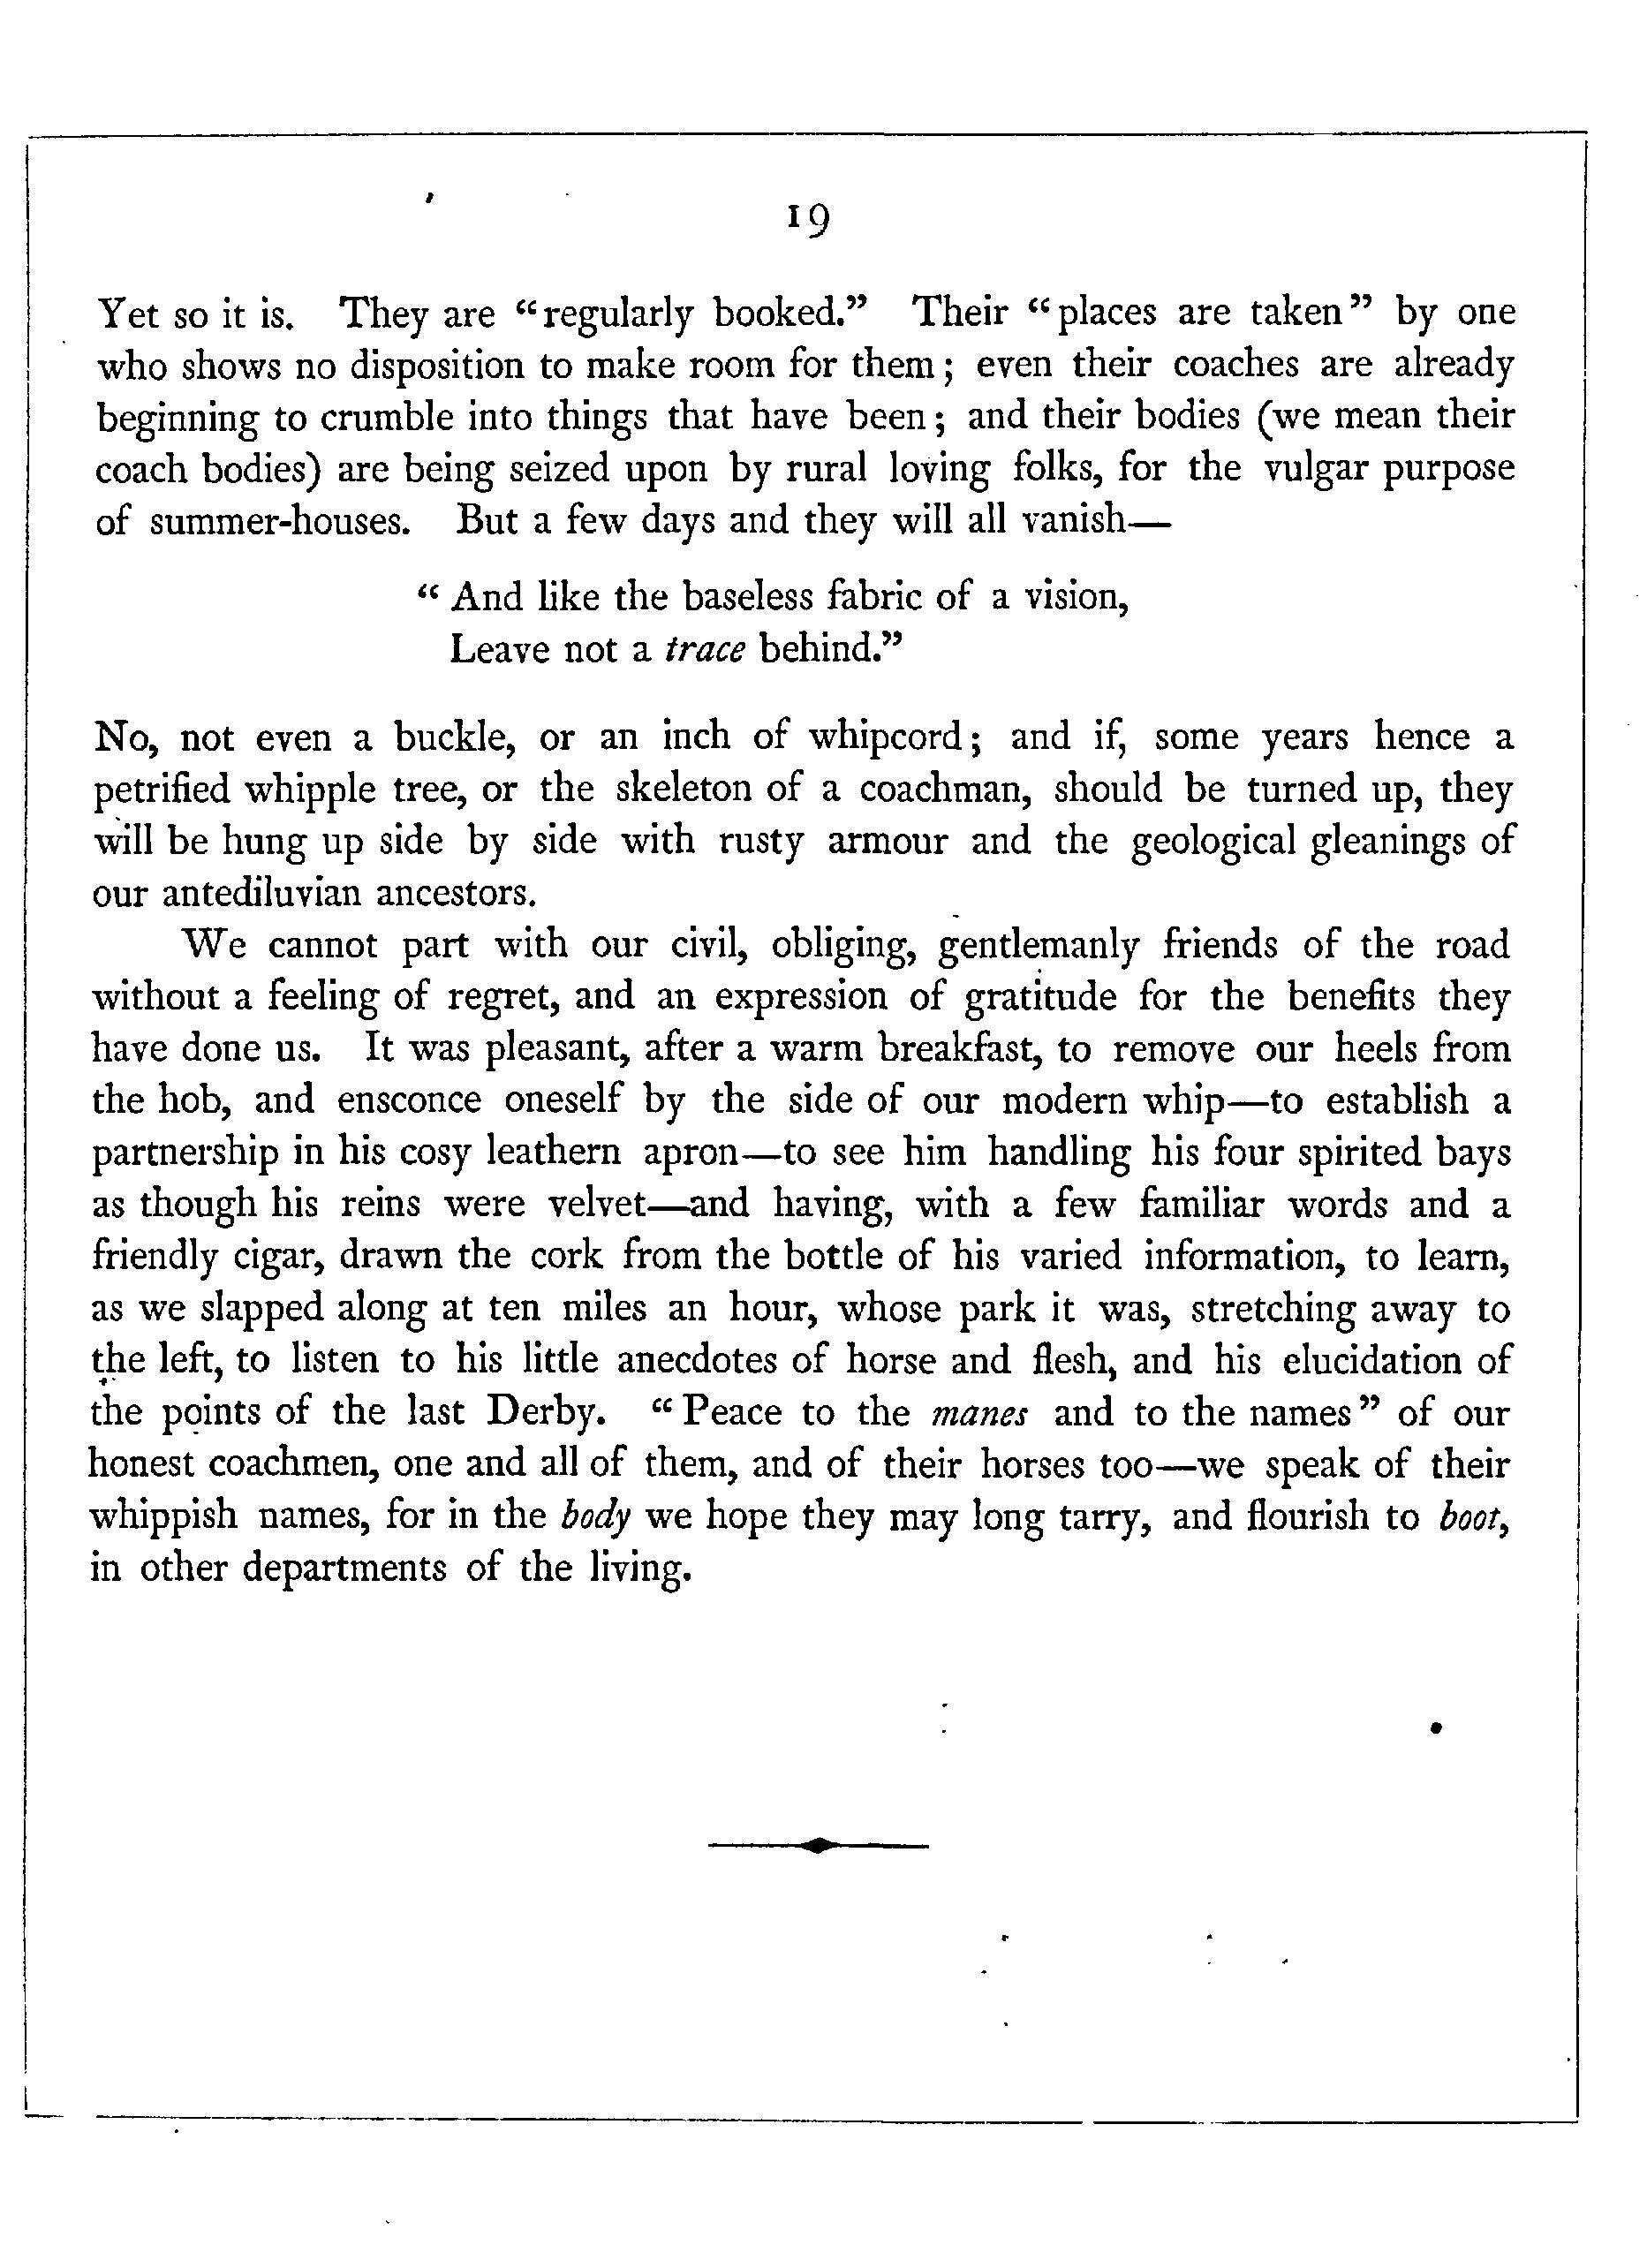 19
Yet so it is. They are “regularly booked.” Their “places are taken” by one
who shows no disposition to make room for them; even their coaches are already
beginning to crumble into things that have been; and their bodies (we mean their
coach bodies) are being seized upon by rural loving folks, for the vulgar purpose
of summer-houses. But a few days and they will all vanish—
“And like the baseless fabric of a vision,
Leave not a trace behind.”
No, not even a buckle, or an inch of whipcord; and if, some years hence a
petrified whipple tree, or the skeleton of a coachman, should be turned up, they
will be hung up side by side with rusty armour and the geological gleanings of
our antediluvian ancestors.
We cannot part with our civil, obliging, gentlemanly friends of the road
without a feeling of regret, and an expression of gratitude for the benefits they
have done us. It was pleasant, after a warm breakfast, to remove our heels from
the hob, and ensconce oneself by the side of our modern whip—to establish a
partnership in his cosy leathern apron—to see him handling his four spirited bays
as though his reins were velvet—and having, with a few familiar words and a
friendly cigar, drawn the cork from the bottle of his varied information, to learn,
as we slapped along at ten miles an hour, whose park it was, stretching away to
the left, to listen to his little anecdotes of horse and flesh, and his elucidation of
the points of the last Derby. “Peace to the manes and to the names” of our
honest coachmen, one and all of them, and of their horses too—we speak of their
whippish names, for in the body we hope they may long tarry, and flourish to boot,
in other departments of the living.